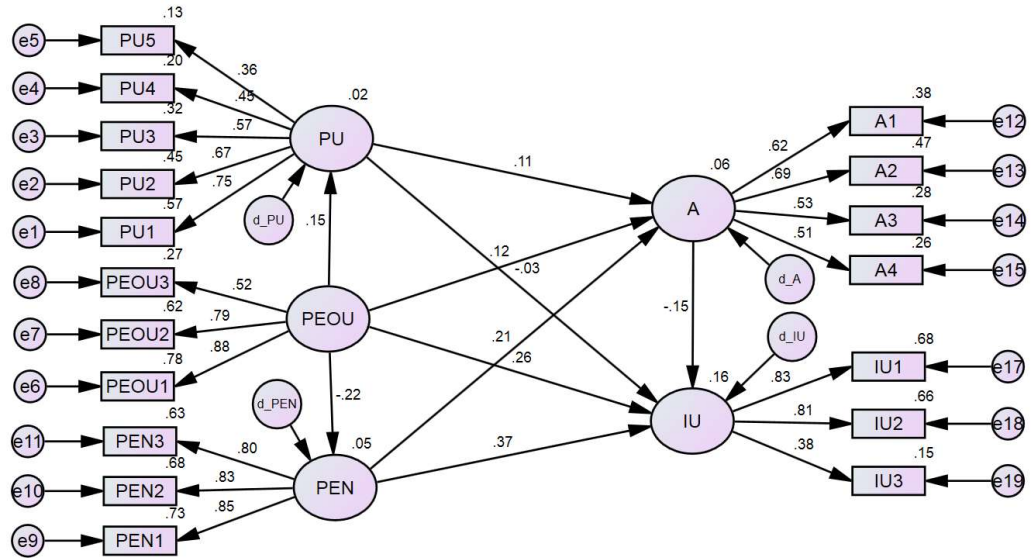 .13
e5 PU5
.36
.20
e4 PU4
.45
.32
e3 PU3
.57
.45
e2 PU2
.67
.57
e1 PU1
.75
.02
PU
d_PU
.15
.11
.27
e8 PEOU3
.52
.62
e7 PEOU2
.79
.78
e6 PEOU1
.88
PEOU
.12
-.03
.21
.26
-.22
d_PEN
.63
e11 PEN3
.80
.68
e10 PEN2
.83
.73
e9 PEN1
.85
.05
PEN
.37
.06
A
d_A
-.15
d_IU
.16
IU
.38
.62
A1 e12
.47
.69
A2 e13
.28
.53
A3 e14
.26
.51
A4 e15
.68
.83
IU1 e17
.66
.81
IU2 e18
.15
.38
IU3 e19